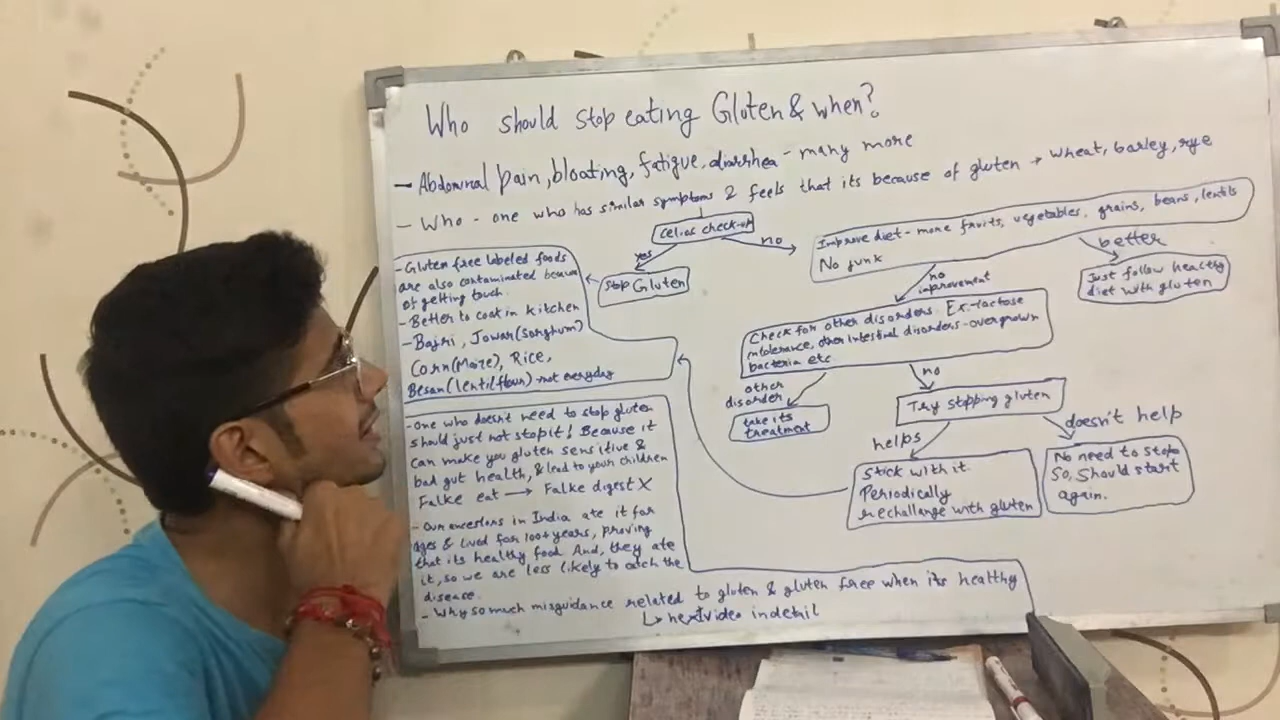 Who should stop eating Gluten & when?
- Abdominal pain, bloating, fatigue, diarrhea - many more
- Who - one who has similar symptoms & feels that its because of gluten → wheat, barley, rye
Celiac check-up
yes
no
Stop Gluten
Improve diet - more fruits, vegetables, grains, beans, lentils
No junk
better
Just follow healthy
diet with gluten
no
improvement
Check for other disorders. Ex-lactose
intolerance, other intestinal disorders - overgrown
bacteria etc
other
disorder
take its
treatment
no
Try stopping gluten
helps
doesn't help
Stick with it.
Periodically
rechallange with gluten
No need to stop
So, should start
again.
- Gluten free labeled foods
are also contaminated because
of getting touch
- Better to cook in kitchen
- Bajri, Jowar (Sorghum)
Corn (Maize), Rice,
Besan (lentil flour) - not everyday
- One who doesn't need to stop gluten
should just not stop it! Because it
can make you gluten sensitive &
bad gut health, & lead to your children
Falke eat → Falke digest X
- Our ancestors in India ate it for
ages & lived for 100+ years, proving
that its healthy food. And, they ate
it, so we are less likely to catch the
disease.
- Why so much misguidance related to gluten & gluten free when its healthy
↳ next video in detail